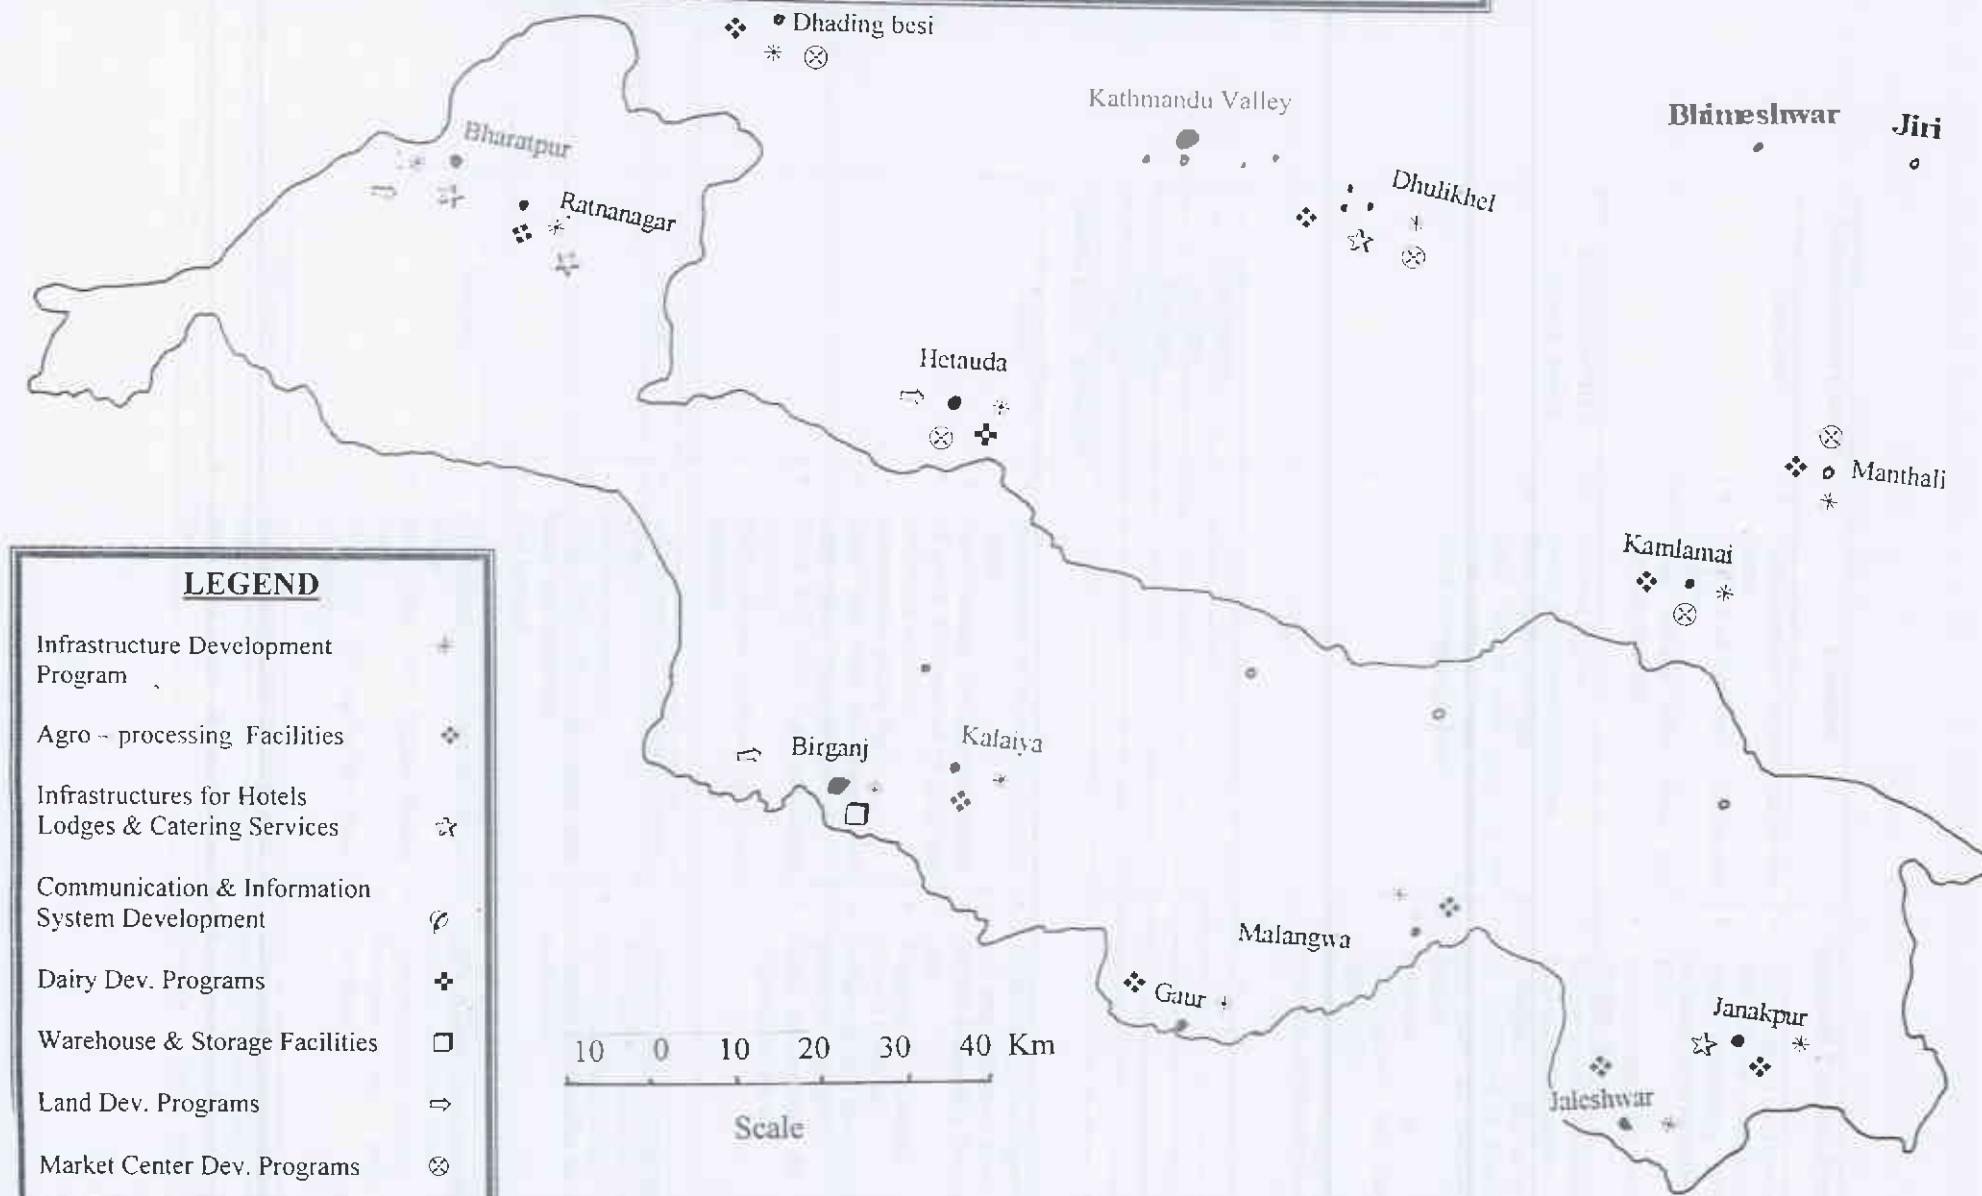 Dhading besi
Kathmandu Valley
Bhimeshwar
Jiri
Bharatpur
Ratnanagar
Dhulikhel
Hetauda
Manthali
Kamlamai
LEGEND
Infrastructure Development
Program
Agro - processing Facilities
Infrastructures for Hotels
Lodges & Catering Services
Communication & Information
System Development
Dairy Dev. Programs
Warehouse & Storage Facilities
Land Dev. Programs
Market Center Dev. Programs
Birganj
Kalaiya
Malangwa
Gaur
Janakpur
Jaleshwar
10 0 10 20 30 40 Km
Scale